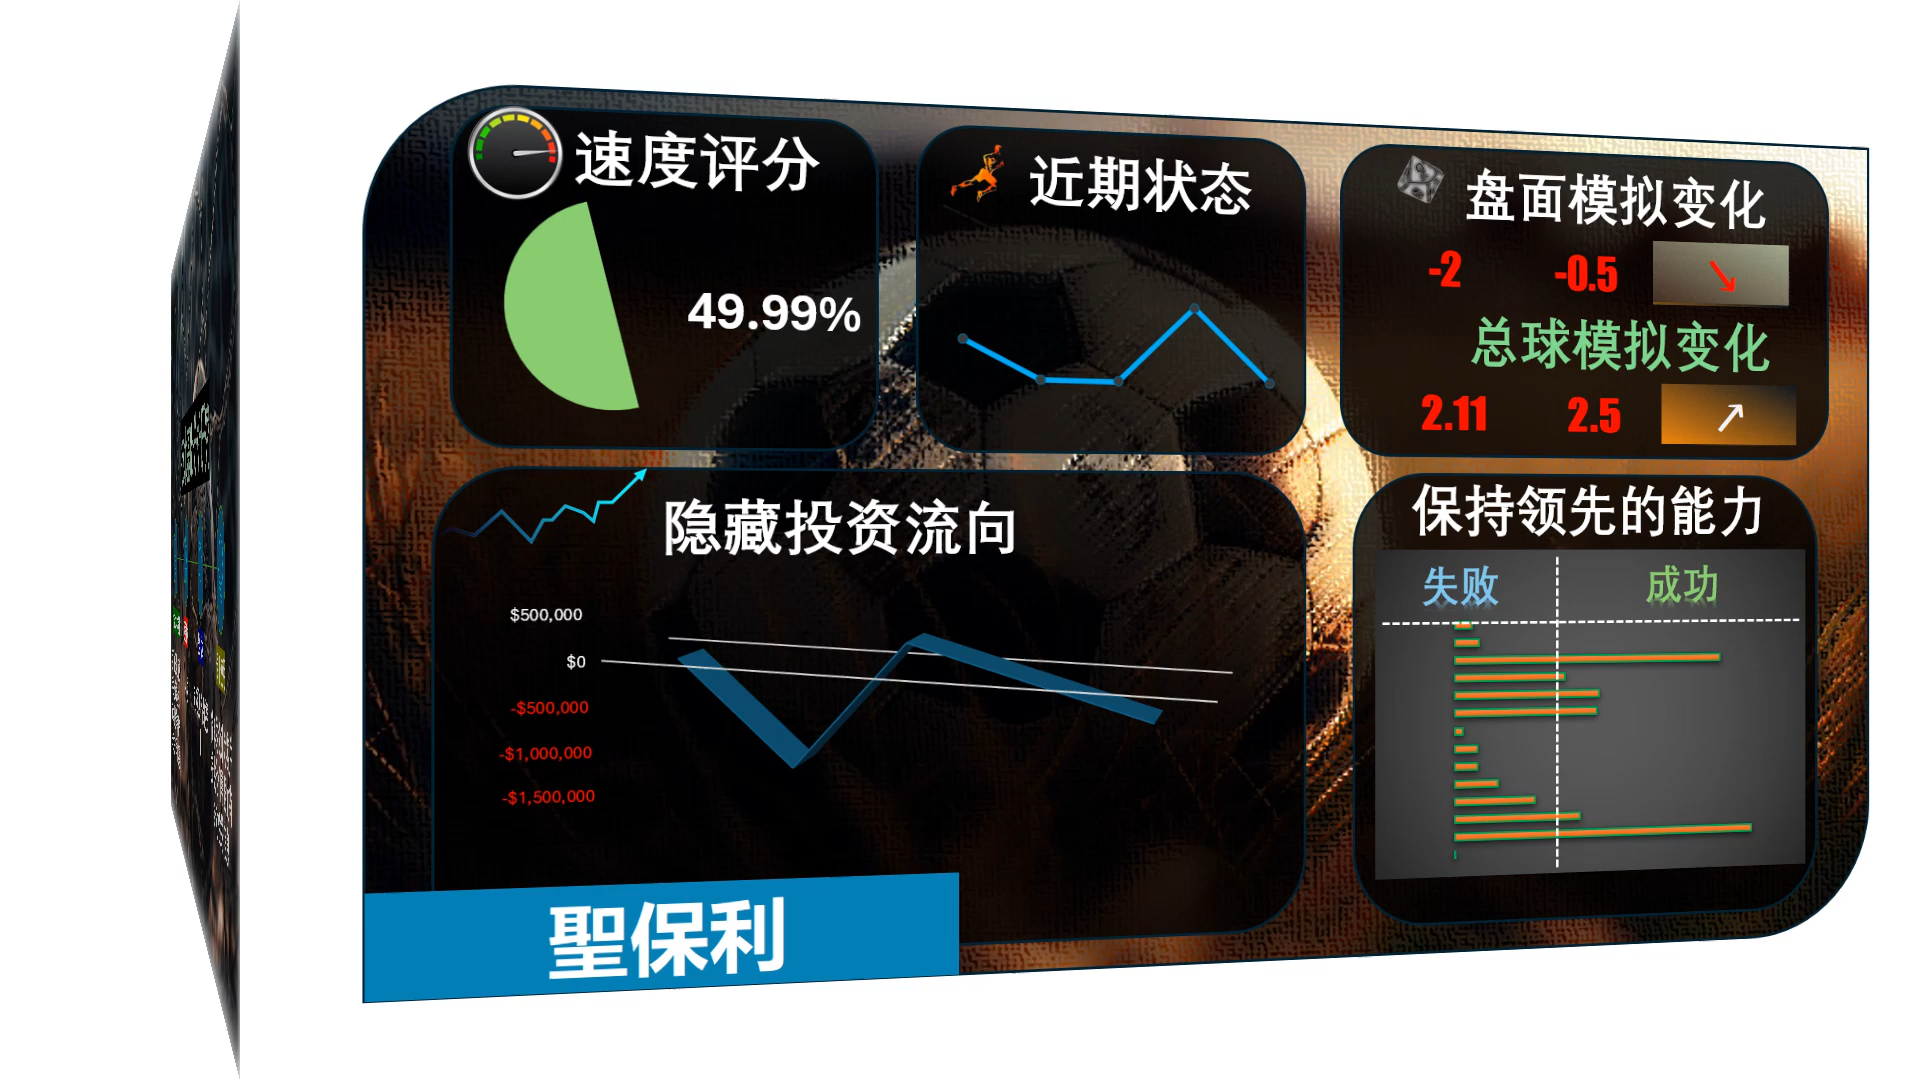 速度评分
49.99%
近期状态
盘面模拟变化
-2 -0.5 ↘
总球模拟变化
2.11 2.5 ↗
隐藏投资流向
$500,000
$0
-$500,000
-$1,000,000
-$1,500,000
保持领先的能力
失败 成功
聖保利